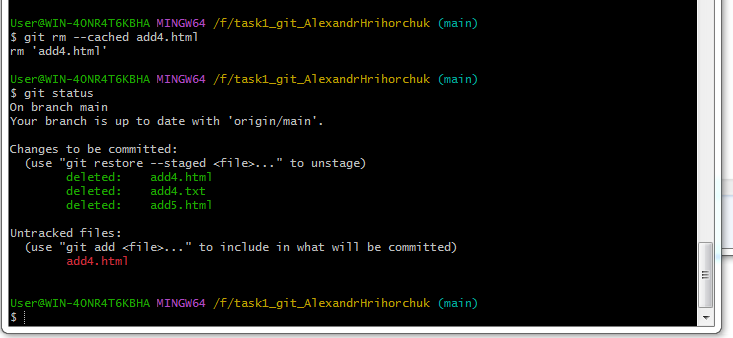 User@WIN-4ONR4T6KBHA MINGW64 /f/task1_git_AlexandrHrihorchuk (main)
$ git rm --cached add4.html
rm 'add4.html'
User@WIN-4ONR4T6KBHA MINGW64 /f/task1_git_AlexandrHrihorchuk (main)
$ git status
On branch main
Your branch is up to date with 'origin/main'.
Changes to be committed:
(use "git restore --staged <file>..." to unstage)
deleted: add4.html
deleted: add4.txt
deleted: add5.html
Untracked files:
(use "git add <file>..." to include in what will be committed)
add4.html
User@WIN-4ONR4T6KBHA MINGW64 /f/task1_git_AlexandrHrihorchuk (main)
$